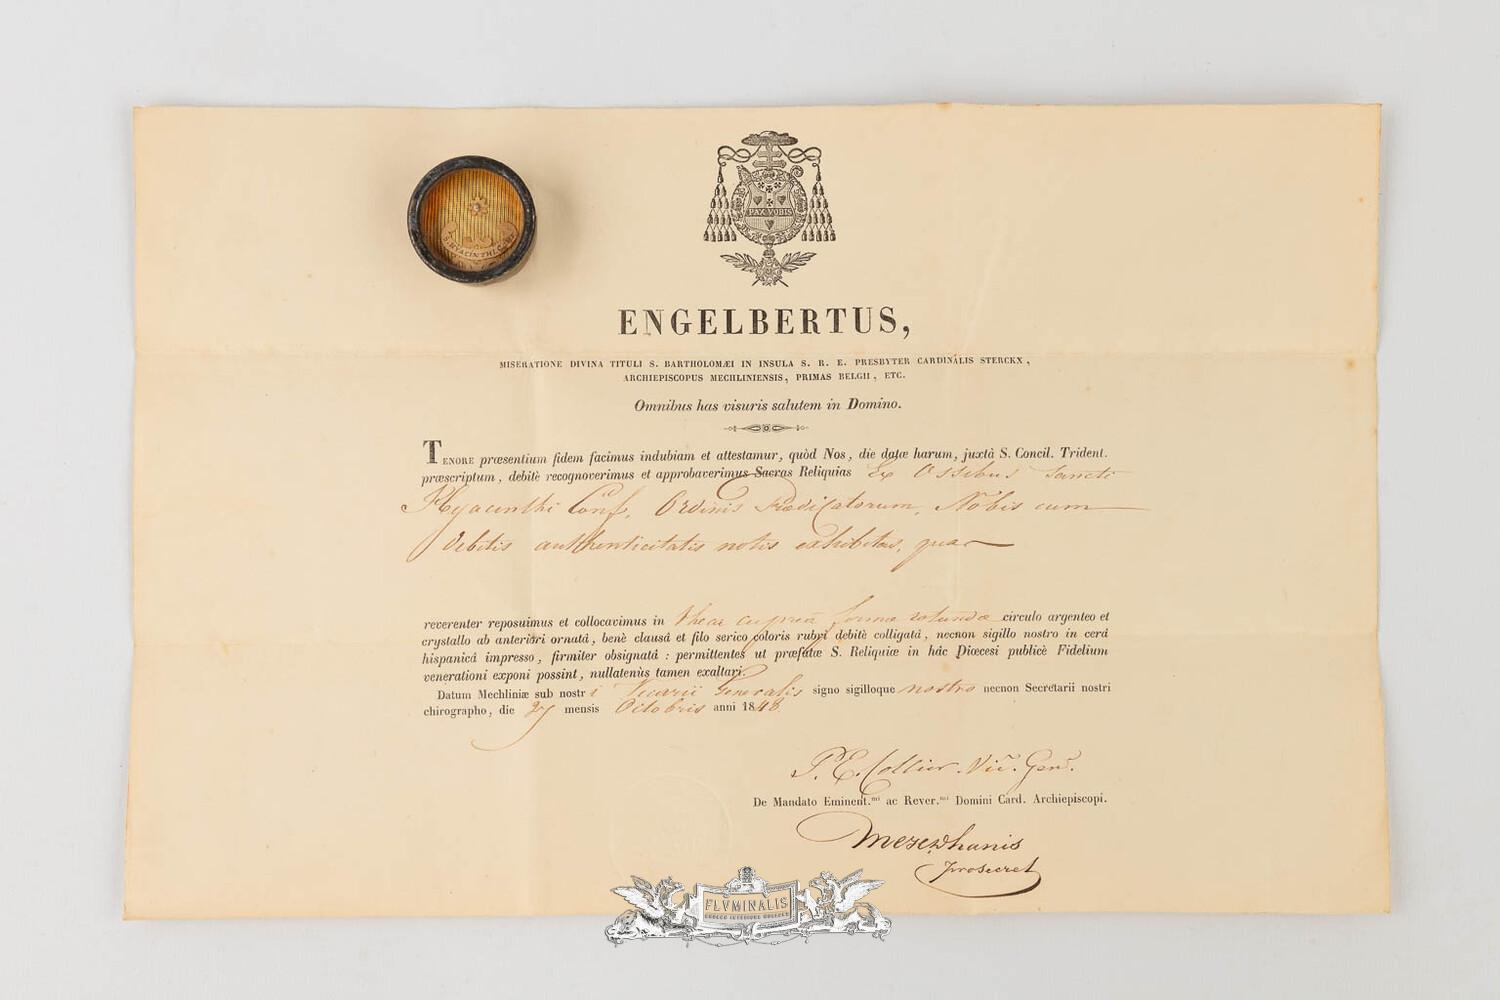 PAX VOBIS
S. HYACINTHI. C.
ENGELBERTUS,
MISERATIONE DIVINA TITULI S. BARTHOLOMÆI IN INSULA S. R. E. PRESBYTER CARDINALIS STERCKX,
ARCHIEPISCOPUS MECHLINIENSIS, PRIMAS BELGII, ETC.
Omnibus has visuris salutem in Domino.
TENORE præsentium fidem facimus indubiam et attestamur, quòd Nos, die datæ harum, juxtà S. Concil. Trident.
præscriptum, debitè recognoverimus et approbaverimus Sacras Reliquias Ex Ossibus Sancti
Hyacinthi Conf. Ordinis Prædicatorum, Nobis cum
debitis authenticitatis notis exhibitas, quas
reverenter reposuimus et collocavimus in theca cuprea forma rotunda circulo argenteo et
crystallo ab anteriori ornatâ, benè clausâ et filo serico coloris rubri debitè colligatâ, necnon sigillo nostro in cerâ
hispanicâ impresso, firmiter obsignatâ : permittentes ut præfatæ S. Reliquiæ in hâc Diœcesi publicè Fidelium
venerationi exponi possint, nullatenùs tamen exaltari.
Datum Mechliniæ sub nostri Vicarii Generalis signo sigilloque nostro necnon Secretarii nostri
chirographo, die 27 mensis Octobris anni 1848
P. E. Collier. Vic. Gen.
De Mandato Eminent.mi ac Rever.mi Domini Card. Archiepiscopi.
prosecret
FLVMINALIS